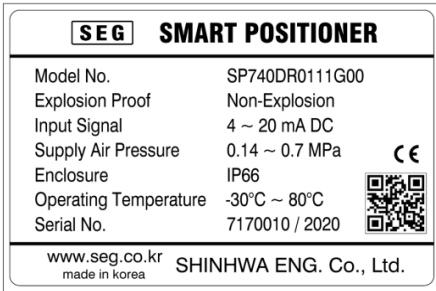 SEG SMART POSITIONER
Model No. SP740DR0111G00
Explosion Proof Non-Explosion
Input Signal 4 ~ 20 mA DC
Supply Air Pressure 0.14 ~ 0.7 MPa
Enclosure IP66
Operating Temperature -30°C ~ 80°C
Serial No. 7170010 / 2020
CE
www.seg.co.kr
made in korea
SHINHWA ENG. Co., Ltd.